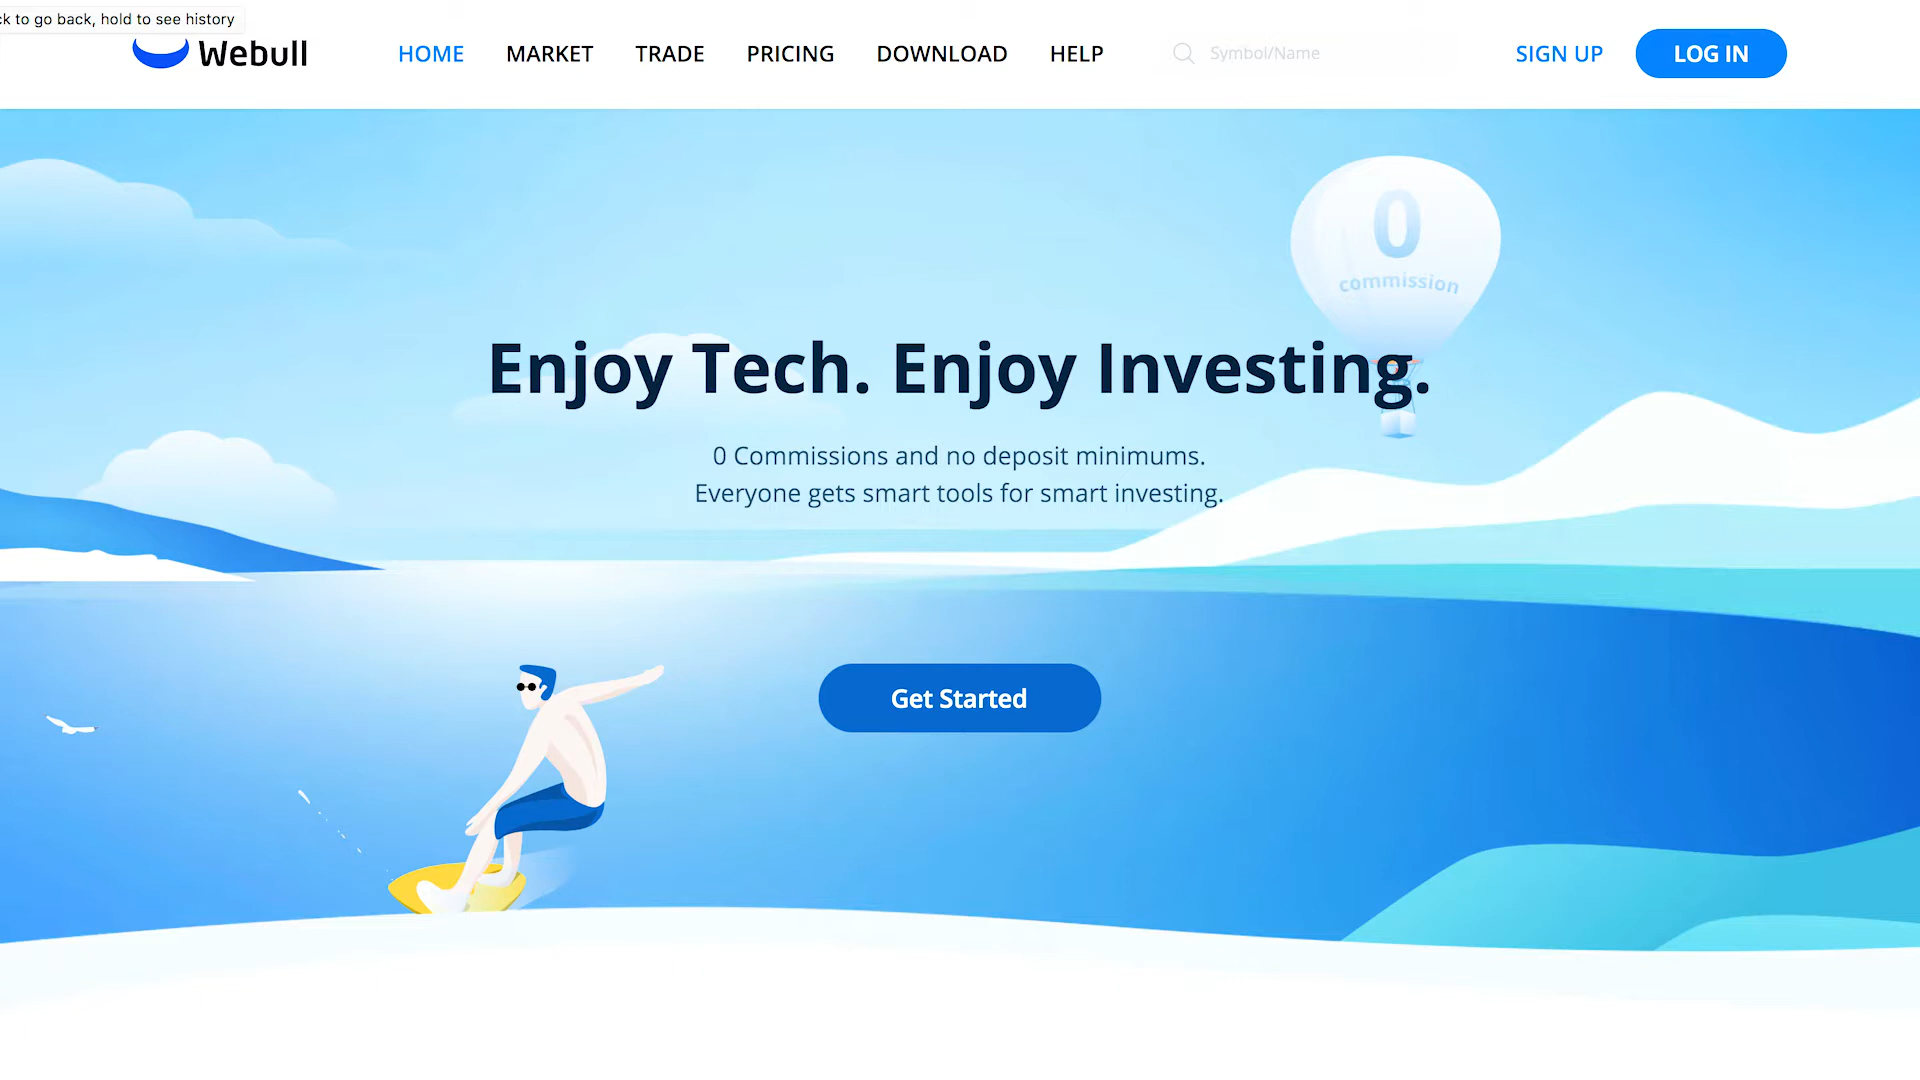 ck to go back, hold to see history
Webull
HOME
MARKET
TRADE
PRICING
DOWNLOAD
HELP
Symbol/Name
SIGN UP
LOG IN
0
commission
Enjoy Tech. Enjoy Investing.
0 Commissions and no deposit minimums.
Everyone gets smart tools for smart investing.
Get Started